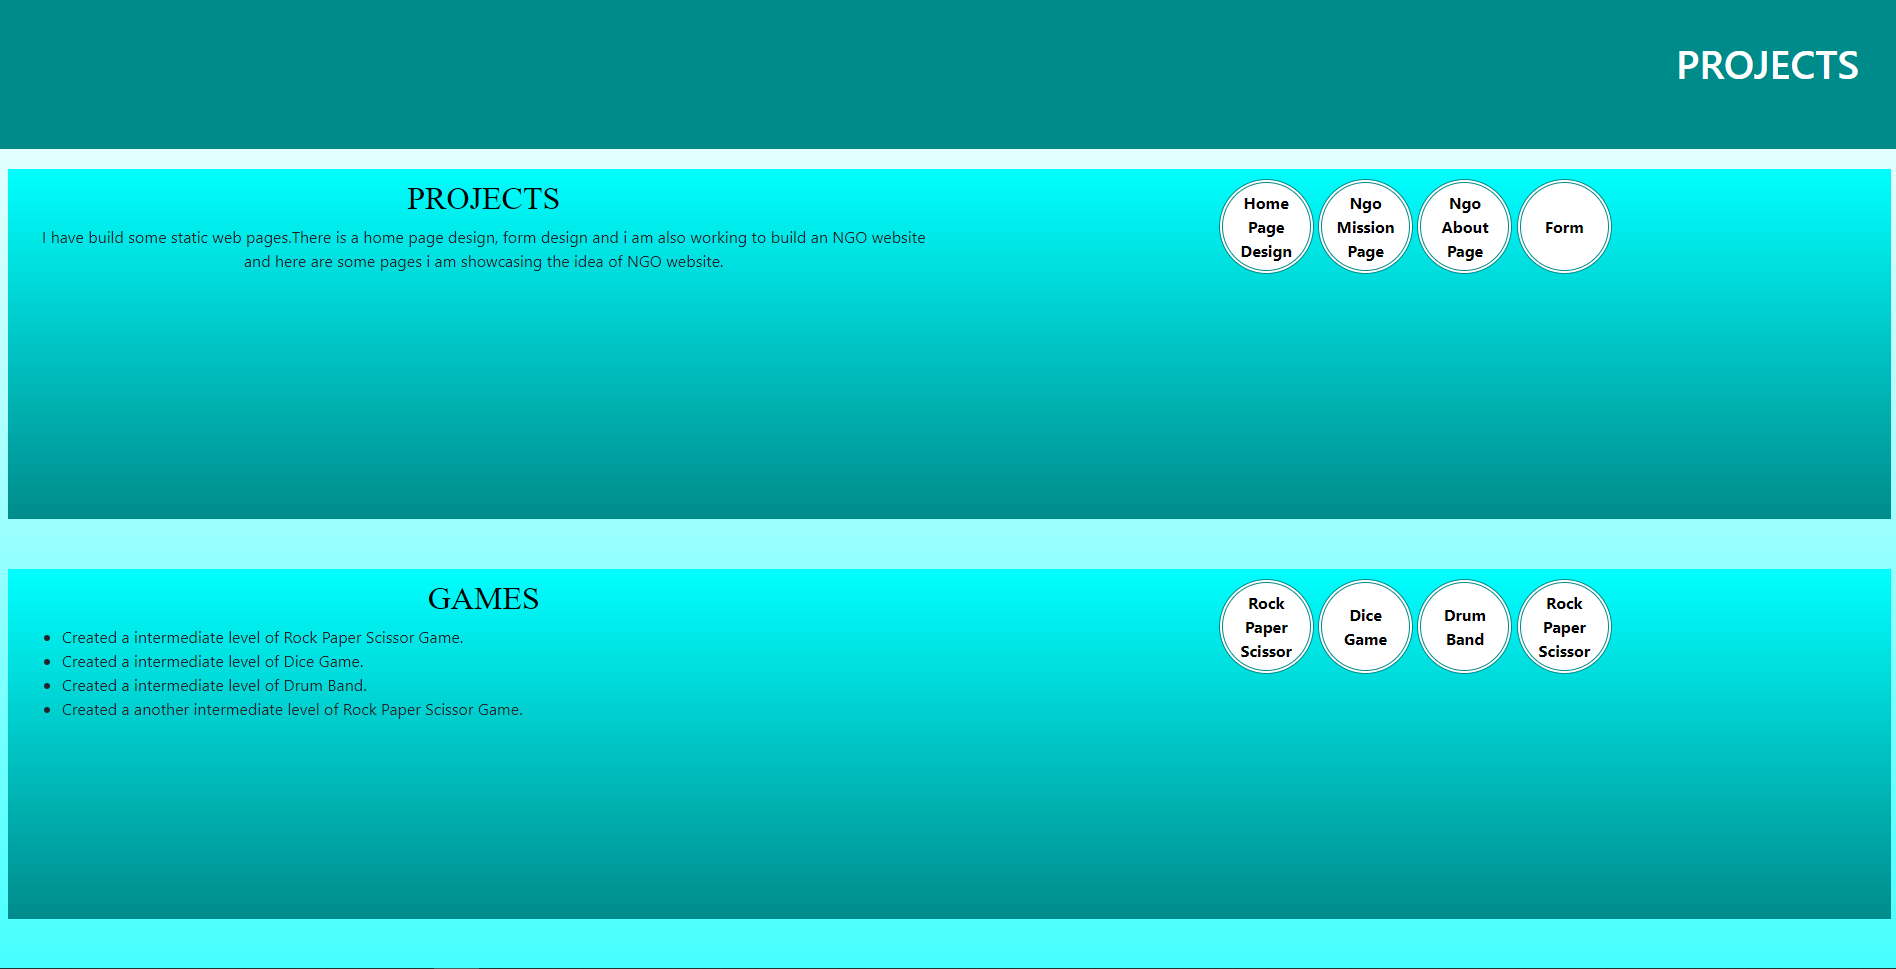 PROJECTS
PROJECTS
I have build some static web pages.There is a home page design, form design and i am also working to build an NGO website
and here are some pages i am showcasing the idea of NGO website.
Home
Page
Design
Ngo
Mission
Page
Ngo
About
Page
Form
GAMES
Created a intermediate level of Rock Paper Scissor Game.
Created a intermediate level of Dice Game.
Created a intermediate level of Drum Band.
Created a another intermediate level of Rock Paper Scissor Game.
Rock
Paper
Scissor
Dice
Game
Drum
Band
Rock
Paper
Scissor